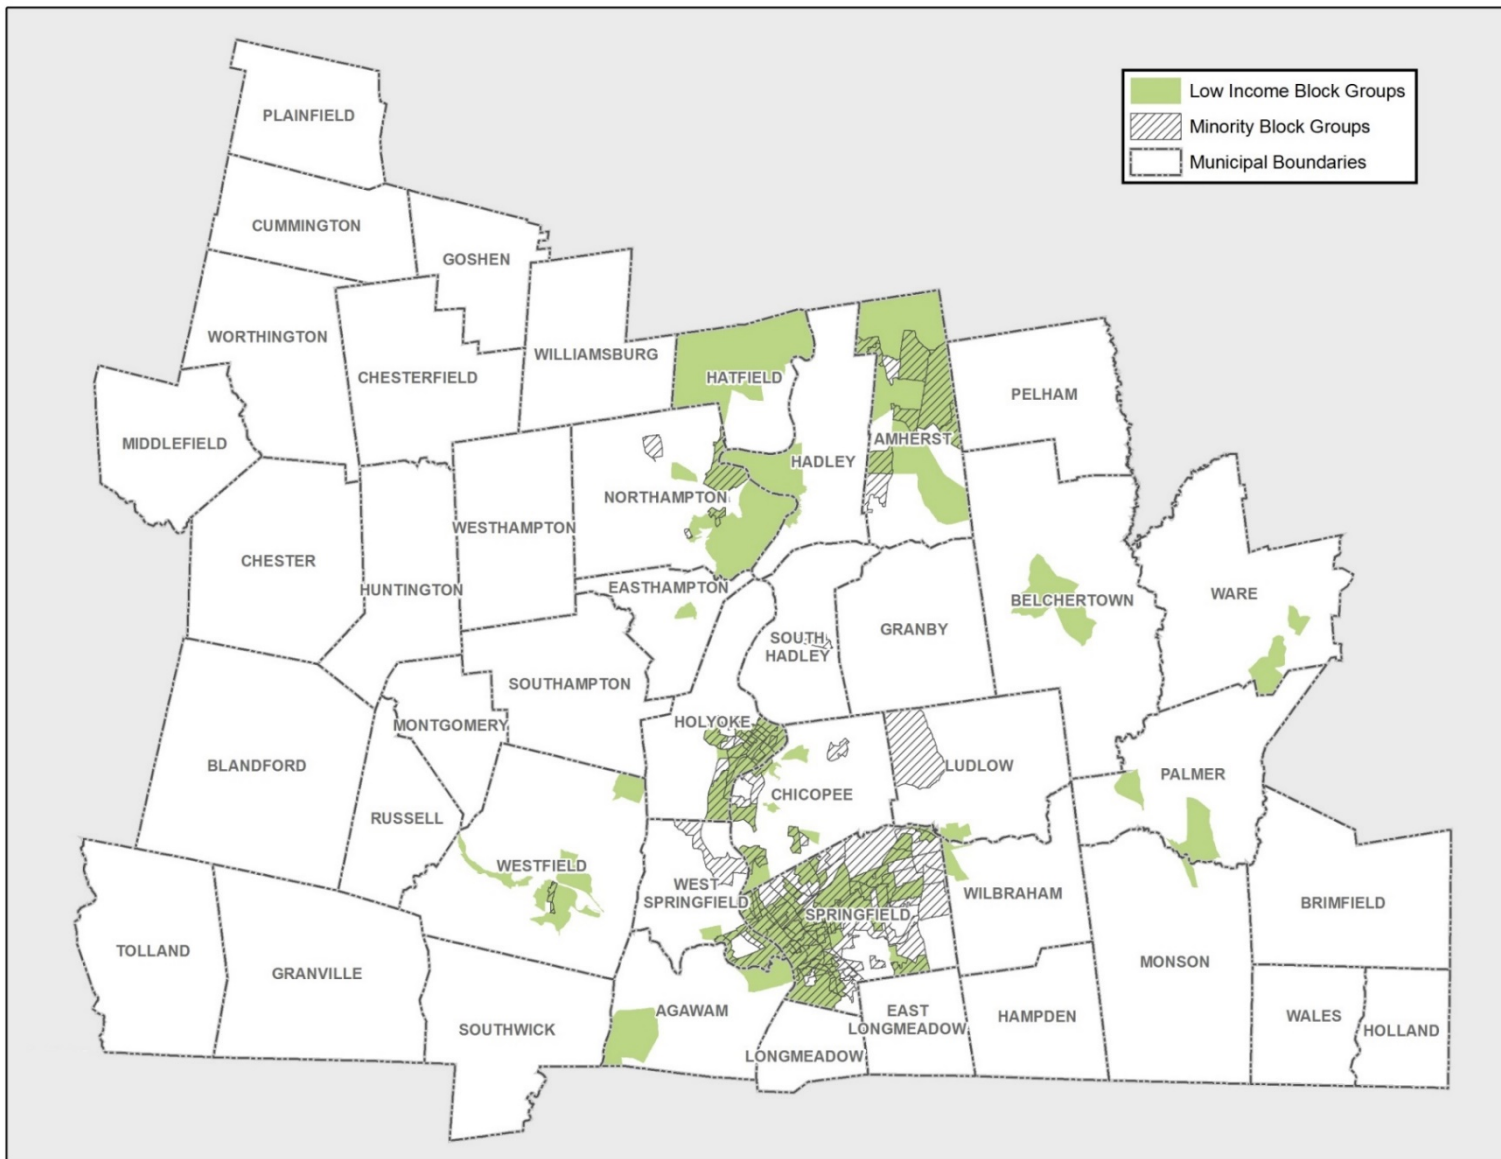 Low Income Block Groups
Minority Block Groups
Municipal Boundaries
PLAINFIELD
CUMMINGTON
GOSHEN
WORTHINGTON
CHESTERFIELD
WILLIAMSBURG
HATFIELD
PELHAM
MIDDLEFIELD
AMHERST
HADLEY
NORTHAMPTON
WESTHAMPTON
CHESTER
HUNTINGTON
EASTHAMPTON
BELCHERTOWN
WARE
GRANBY
SOUTH
HADLEY
SOUTHAMPTON
MONTGOMERY
HOLYOKE
BLANDFORD
LUDLOW
PALMER
CHICOPEE
RUSSELL
WESTFIELD
WEST
SPRINGFIELD
SPRINGFIELD
WILBRAHAM
BRIMFIELD
TOLLAND
GRANVILLE
MONSON
SOUTHWICK
AGAWAM
EAST
LONGMEADOW
HAMPDEN
WALES
HOLLAND
LONGMEADOW